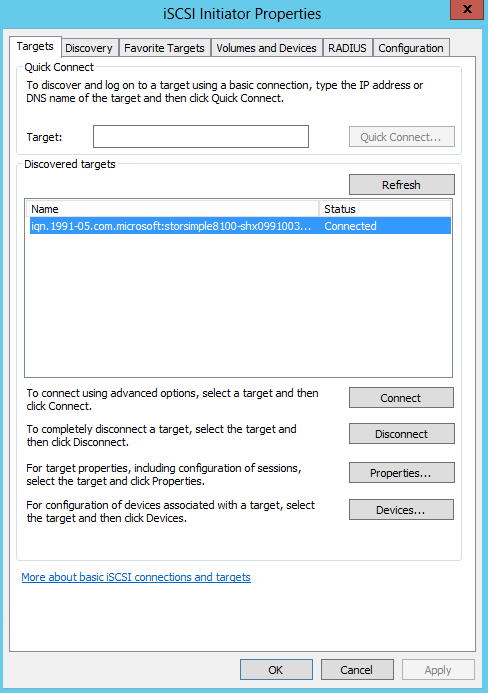 iSCSI Initiator Properties
x
Targets Discovery Favorite Targets Volumes and Devices RADIUS Configuration
Quick Connect
To discover and log on to a target using a basic connection, type the IP address or
DNS name of the target and then click Quick Connect.
Target:
Quick Connect...
Discovered targets
Refresh
Name Status
iqn.1991-05.com.microsoft:storsimple8100-shx0991003... Connected
To connect using advanced options, select a target and then
click Connect.
Connect
To completely disconnect a target, select the target and
then click Disconnect.
Disconnect
For target properties, including configuration of sessions,
select the target and click Properties.
Properties...
For configuration of devices associated with a target, select
the target and then click Devices.
Devices...
More about basic iSCSI connections and targets
OK Cancel Apply